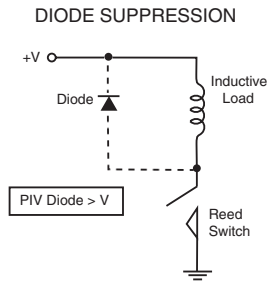 DIODE SUPPRESSION
+V
Inductive
Load
Diode
PIV Diode > V
Reed
Switch